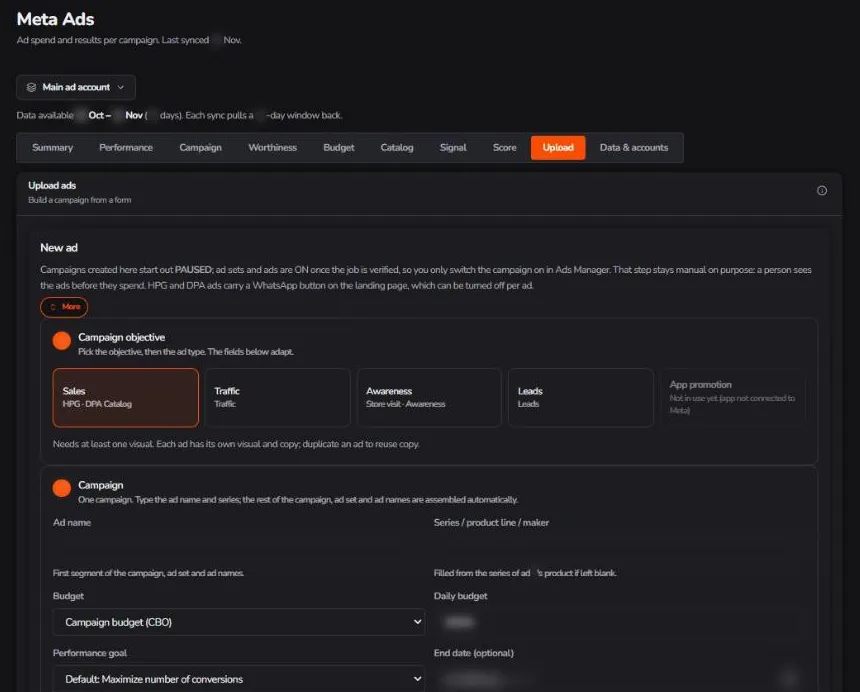 Meta Ads
Ad spend and results per campaign. Last synced Nov.
Main ad account
Data available Oct – Nov ( days). Each sync pulls a -day window back.
Summary Performance Campaign Worthiness Budget Catalog Signal Score Upload Data & accounts
Upload ads
Build a campaign from a form
New ad
Campaigns created here start out PAUSED; ad sets and ads are ON once the job is verified, so you only switch the campaign on in Ads Manager. That step stays manual on purpose: a person sees
the ads before they spend. HPG and DPA ads carry a WhatsApp button on the landing page, which can be turned off per ad.
More
Campaign objective
Pick the objective, then the ad type. The fields below adapt.
Sales
HPG · DPA Catalog
Traffic
Traffic
Awareness
Store visit · Awareness
Leads
Leads
App promotion
Not in use yet (app not connected to
Meta)
Needs at least one visual. Each ad has its own visual and copy; duplicate an ad to reuse copy.
Campaign
One campaign. Type the ad name and series; the rest of the campaign, ad set and ad names are assembled automatically.
Ad name
Series / product line / maker
First segment of the campaign, ad set and ad names.
Filled from the series of ad 's product if left blank.
Budget
Daily budget
Campaign budget (CBO)
Performance goal
End date (optional)
Default: Maximize number of conversions